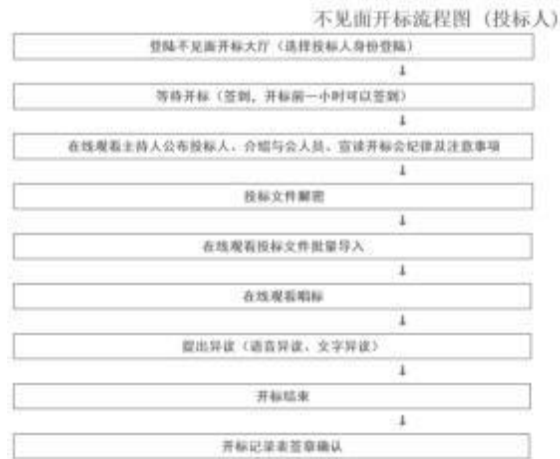 不见面开标流程图（投标人）
登陆不见面开标大厅（选择投标人身份登陆）
↓
等待开标（签到，开标前一小时可以签到）
↓
在线观看主持人公布投标人、介绍与会人员、宣读开标会纪律及注意事项
↓
投标文件解密
↓
在线观看投标文件批量导入
↓
在线观看唱标
↓
提出异议（语音异议、文字异议）
↓
开标结束
↓
开标记录表签章确认